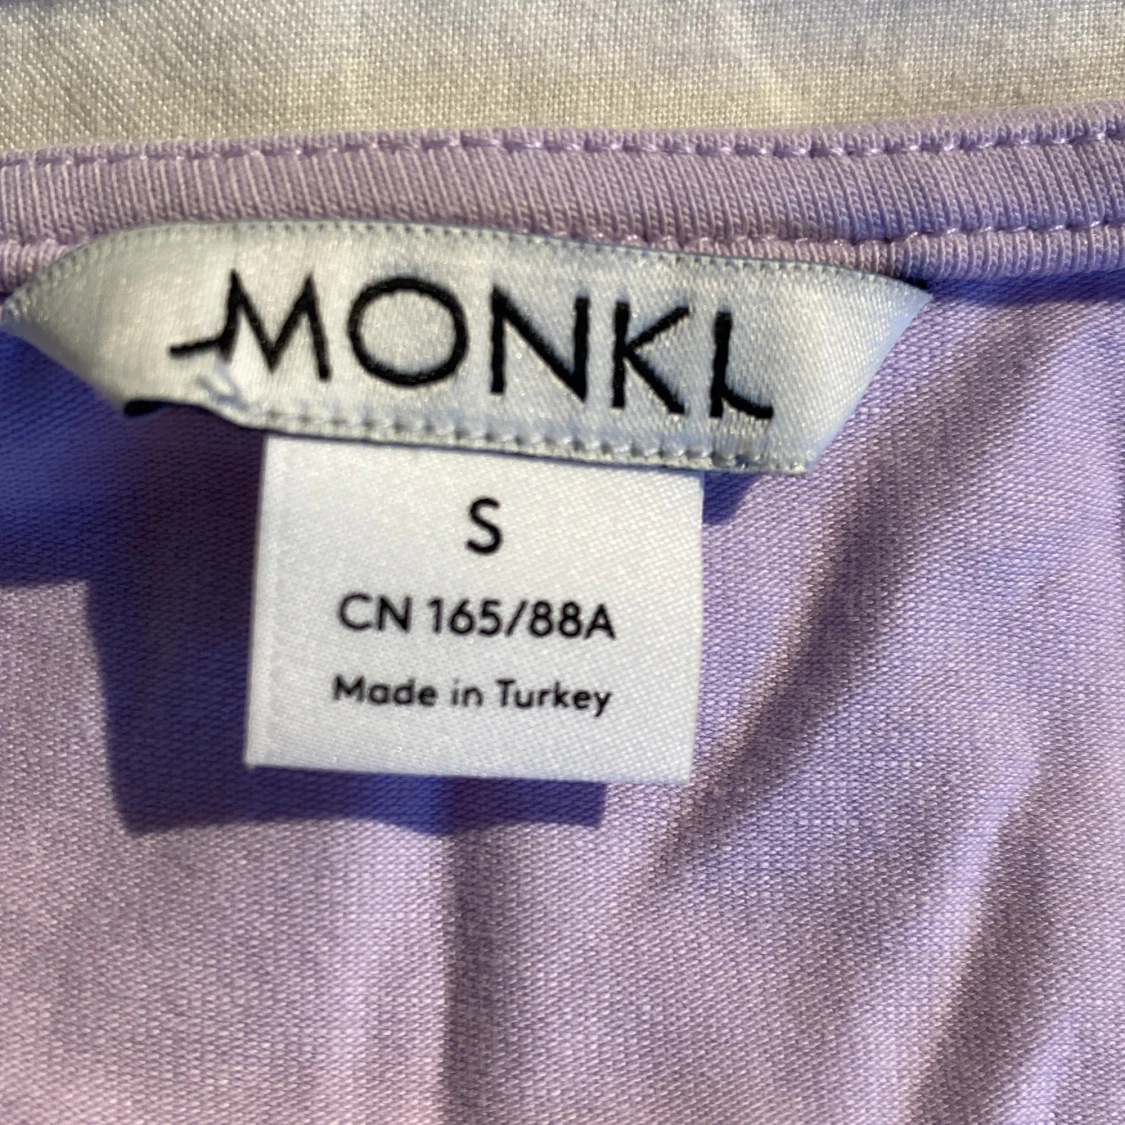 MONKI
S
CN 165/88A
Made in Turkey